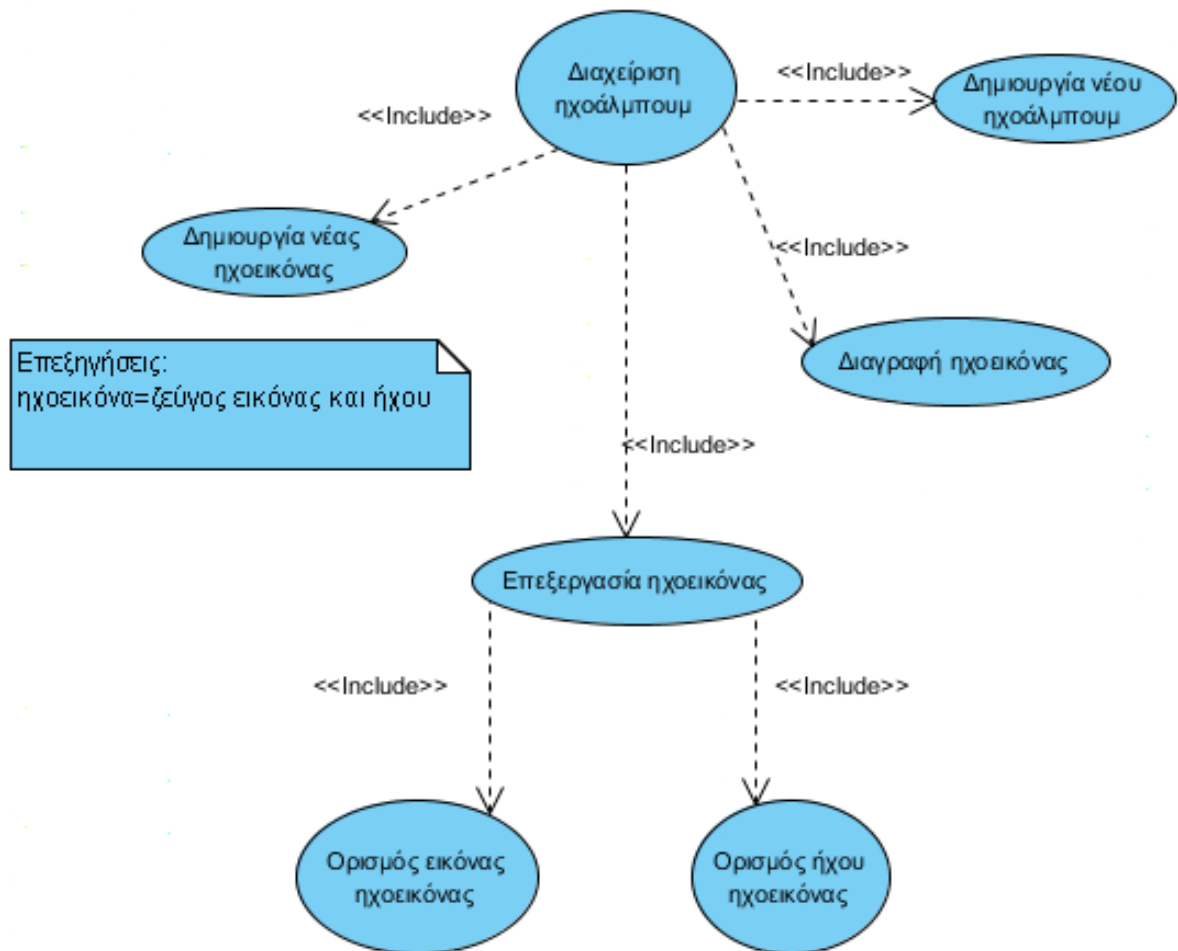 Διαχείριση
ηχοάλμπουμ
<<Include>>
Δημιουργία νέου
ηχοάλμπουμ
<<Include>>
Δημιουργία νέας
ηχοεικόνας
<<Include>>
Διαγραφή ηχοεικόνας
Επεξηγήσεις:
ηχοεικόνα=ζεύγος εικόνας και ήχου
<<Include>>
Επεξεργασία ηχοεικόνας
<<Include>>
<<Include>>
Ορισμός εικόνας
ηχοεικόνας
Ορισμός ήχου
ηχοεικόνας